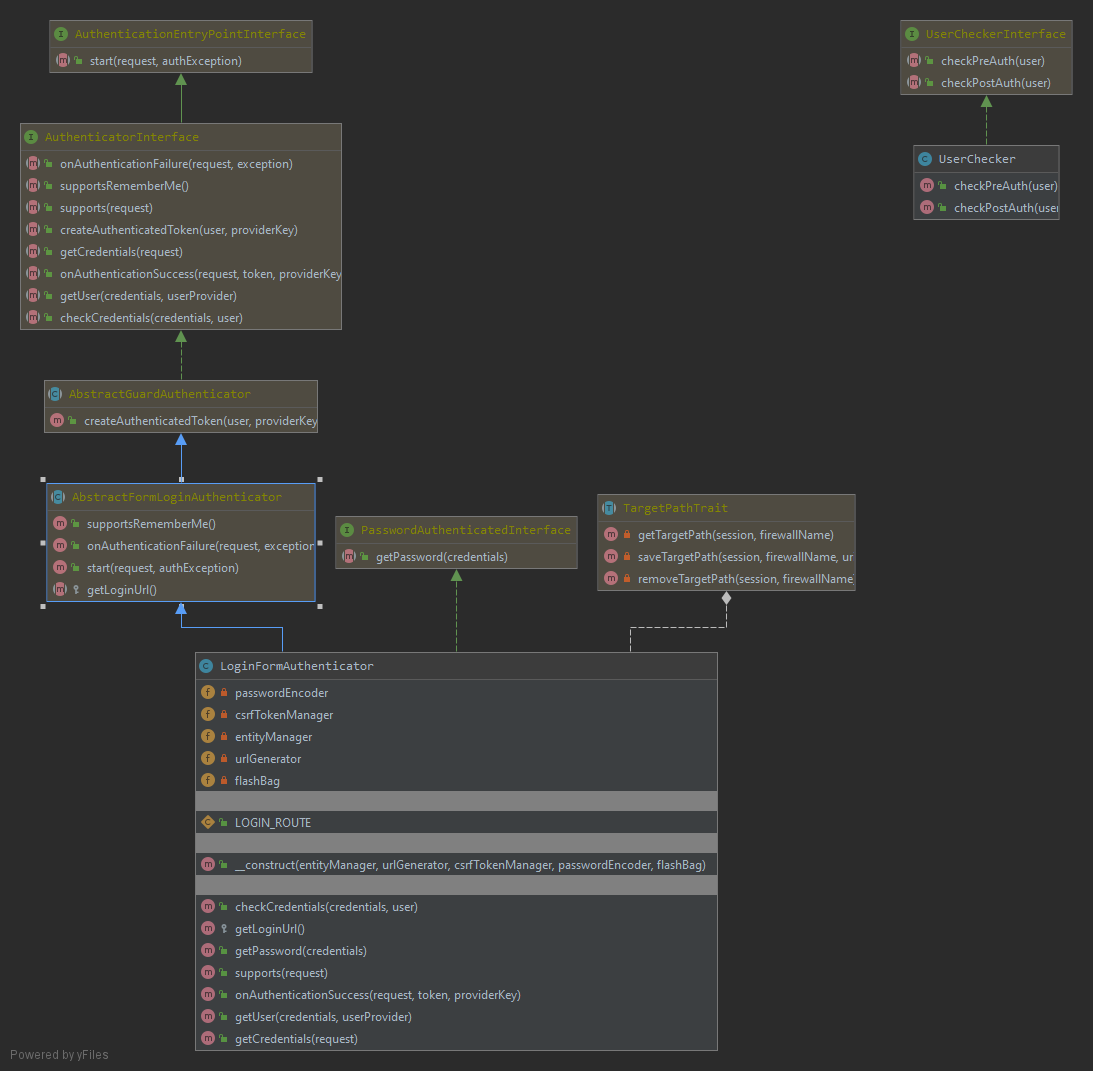 AuthenticationEntryPointInterface
start(request, authException)
UserCheckerInterface
checkPreAuth(user)
checkPostAuth(user)
AuthenticatorInterface
onAuthenticationFailure(request, exception)
supportsRememberMe()
supports(request)
createAuthenticatedToken(user, providerKey)
getCredentials(request)
onAuthenticationSuccess(request, token, providerKey
getUser(credentials, userProvider)
checkCredentials(credentials, user)
UserChecker
checkPreAuth(user)
checkPostAuth(user
AbstractGuardAuthenticator
createAuthenticatedToken(user, providerKey
AbstractFormLoginAuthenticator
supportsRememberMe()
onAuthenticationFailure(request, exception
start(request, authException)
getLoginUrl()
PasswordAuthenticatedInterface
getPassword(credentials)
TargetPathTrait
getTargetPath(session, firewallName)
saveTargetPath(session, firewallName, ur
removeTargetPath(session, firewallName
LoginFormAuthenticator
passwordEncoder
csrfTokenManager
entityManager
urlGenerator
flashBag
LOGIN_ROUTE
__construct(entityManager, urlGenerator, csrfTokenManager, passwordEncoder, flashBag)
checkCredentials(credentials, user)
getLoginUrl()
getPassword(credentials)
supports(request)
onAuthenticationSuccess(request, token, providerKey)
getUser(credentials, userProvider)
getCredentials(request)
Powered by yFiles